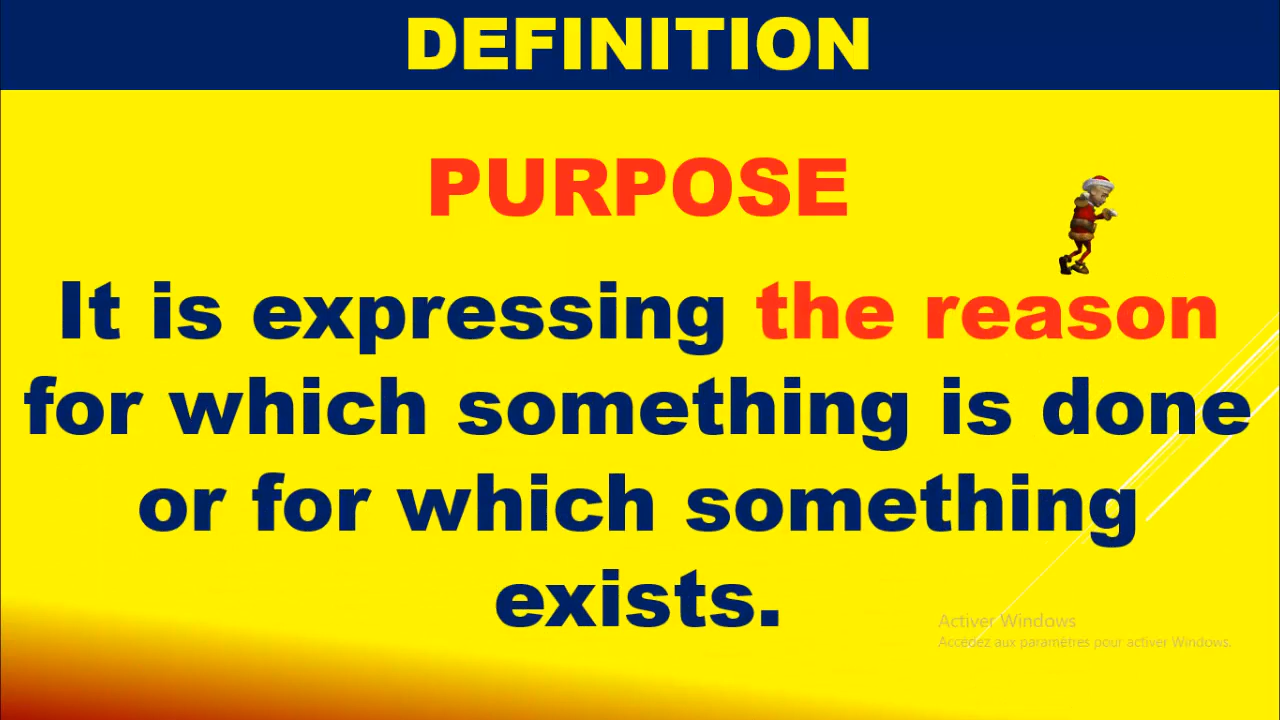 DEFINITION
PURPOSE
It is expressing the reason
for which something is done
or for which something
exists.
Activer Windows
Accédez aux paramètres pour activer Windows.